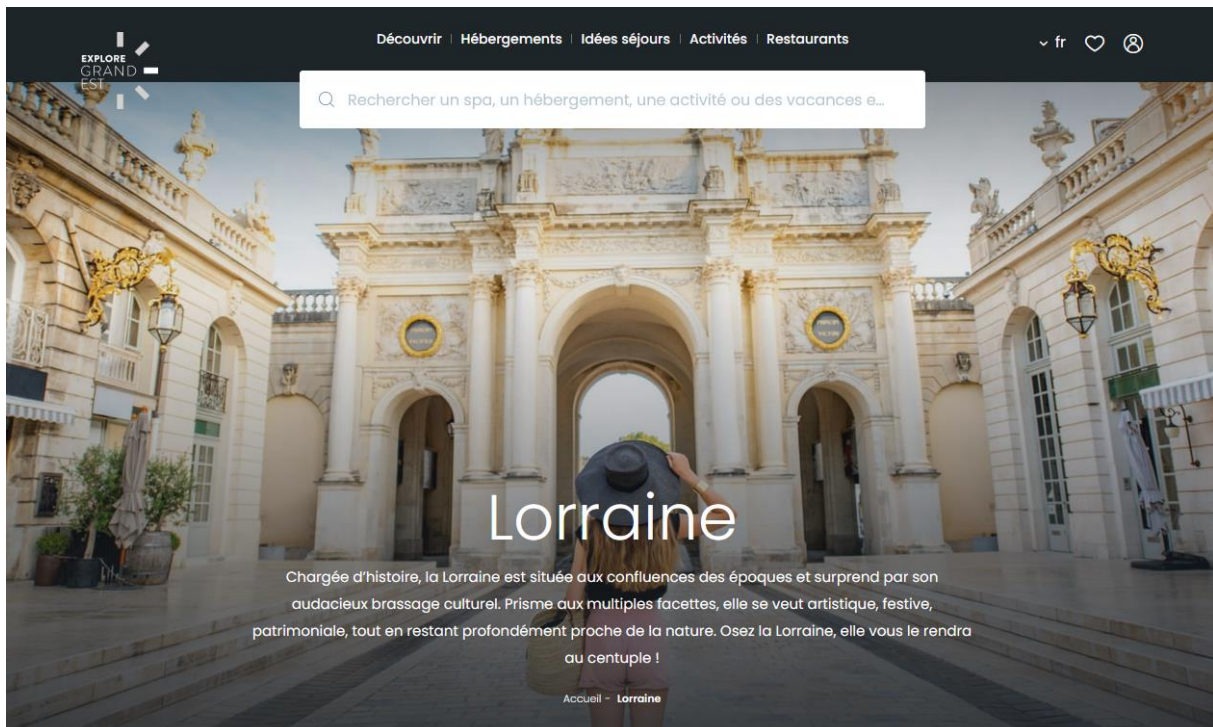 EXPLORE
GRAND
EST
Découvrir | Hébergements | Idées séjours | Activités | Restaurants
fr
Rechercher un spa, un hébergement, une activité ou des vacances e...
Lorraine
Chargée d'histoire, la Lorraine est située aux confluences des époques et surprend par son
audacieux brassage culturel. Prisme aux multiples facettes, elle se veut artistique, festive,
patrimoniale, tout en restant profondément proche de la nature. Osez la Lorraine, elle vous le rendra
au centuple !
Accueil - Lorraine